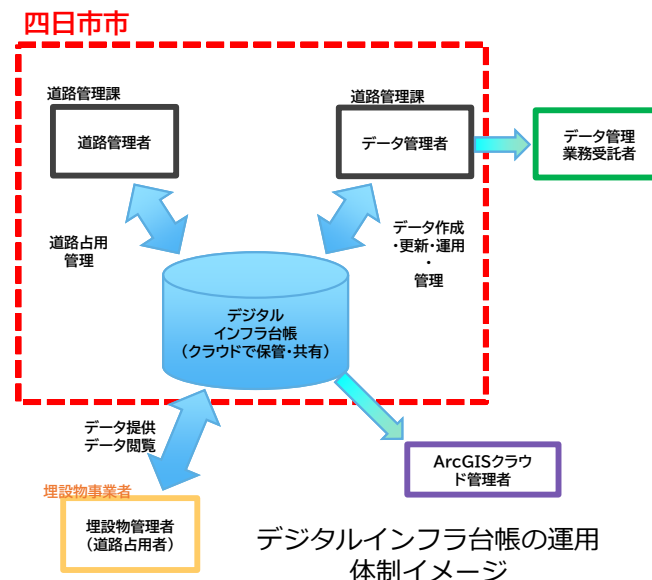 四日市市
道路管理課
道路管理者
道路管理課
データ管理者
データ管理
業務受託者
道路占用
管理
データ作成
・更新・運用
・
管理
デジタル
インフラ台帳
（クラウドで保管・共有）
データ提供
データ閲覧
ArcGISクラウ
ド管理者
埋設物事業者
埋設物管理者
（道路占用者）
デジタルインフラ台帳の運用
体制イメージ